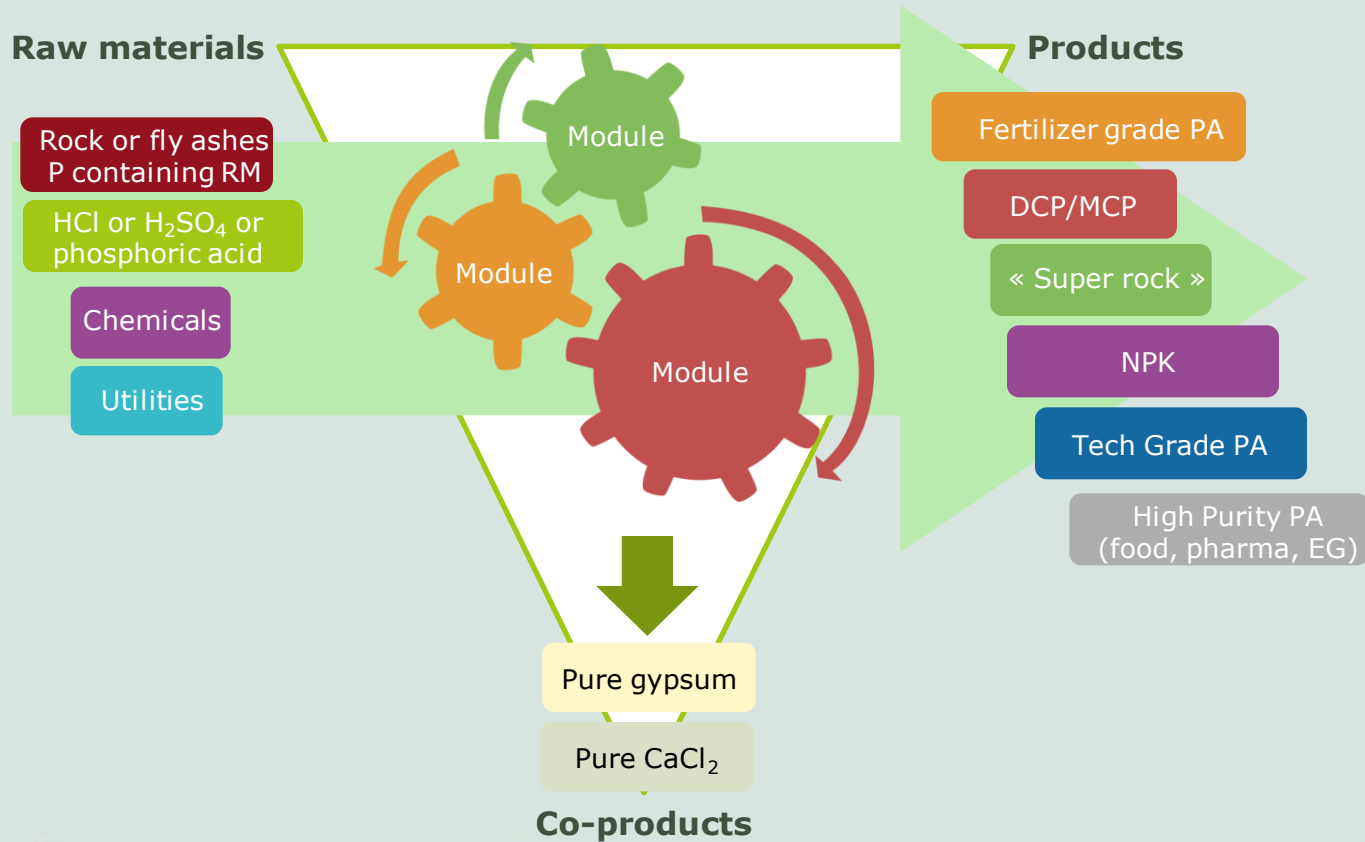 Raw materials
Products
Rock or fly ashes
P containing RM
HCl or H₂SO₄ or
phosphoric acid
Chemicals
Utilities
Module
Module
Module
Fertilizer grade PA
DCP/MCP
« Super rock »
NPK
Tech Grade PA
High Purity PA
(food, pharma, EG)
Pure gypsum
Pure CaCl₂
Co-products